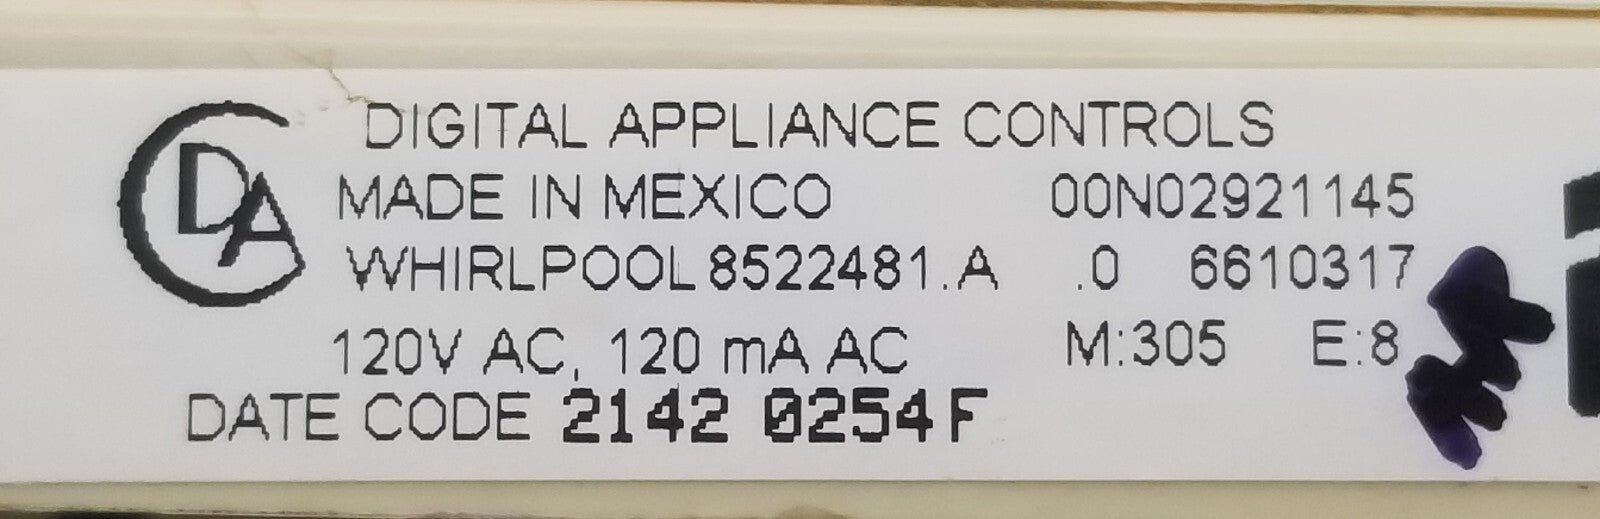 DIGITAL APPLIANCE CONTROLS
CDA
MADE IN MEXICO 00N02921145
WHIRLPOOL 8522481.A .0 6610317
120V AC, 120 mA AC M:305 E:8
DATE CODE 2142 0254F